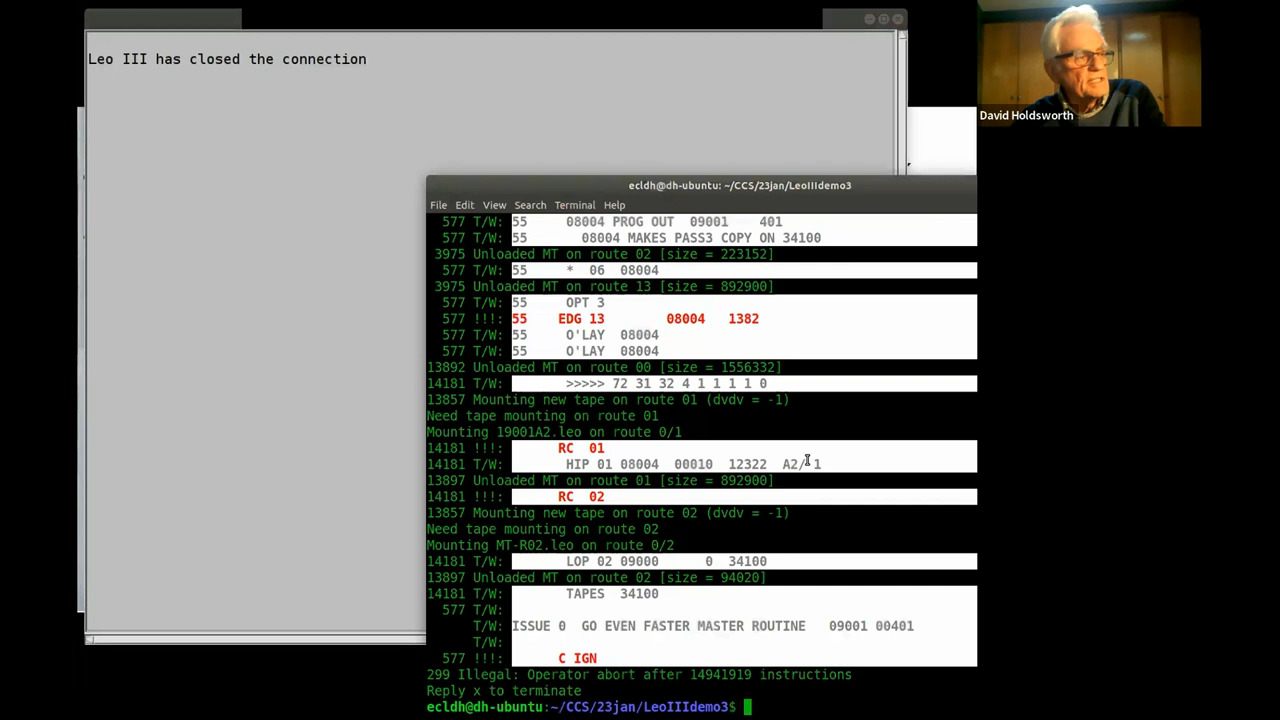 Leo III has closed the connection
David Holdsworth
ecldh@dh-ubuntu: ~/CCS/23jan/LeoIIIdemo3
File Edit View Search Terminal Help
577 T/W: 55 08004 PROG OUT 09001 401
577 T/W: 55 08004 MAKES PASS3 COPY ON 34100
3975 Unloaded MT on route 02 [size = 223152]
577 T/W: 55 * 06 08004
3975 Unloaded MT on route 13 [size = 892900]
577 T/W: 55 OPT 3
577 !!!: 55 EDG 13 08004 1382
577 T/W: 55 O'LAY 08004
577 T/W: 55 O'LAY 08004
13892 Unloaded MT on route 00 [size = 1556332]
14181 T/W: >>>>> 72 31 32 4 1 1 1 1 0
13857 Mounting new tape on route 01 (dvdv = -1)
Need tape mounting on route 01
Mounting 19001A2.leo on route 0/1
14181 !!!: RC 01
14181 T/W: HIP 01 08004 00010 12322 A2/ 1
13897 Unloaded MT on route 01 [size = 892900]
14181 !!!: RC 02
13857 Mounting new tape on route 02 (dvdv = -1)
Need tape mounting on route 02
Mounting MT-R02.leo on route 0/2
14181 T/W: LOP 02 09000 0 34100
13897 Unloaded MT on route 02 [size = 94020]
14181 T/W: TAPES 34100
577 T/W:
T/W: ISSUE 0 GO EVEN FASTER MASTER ROUTINE 09001 00401
T/W:
577 !!!: C IGN
299 Illegal: Operator abort after 14941919 instructions
Reply x to terminate
ecldh@dh-ubuntu:~/CCS/23jan/LeoIIIdemo3$